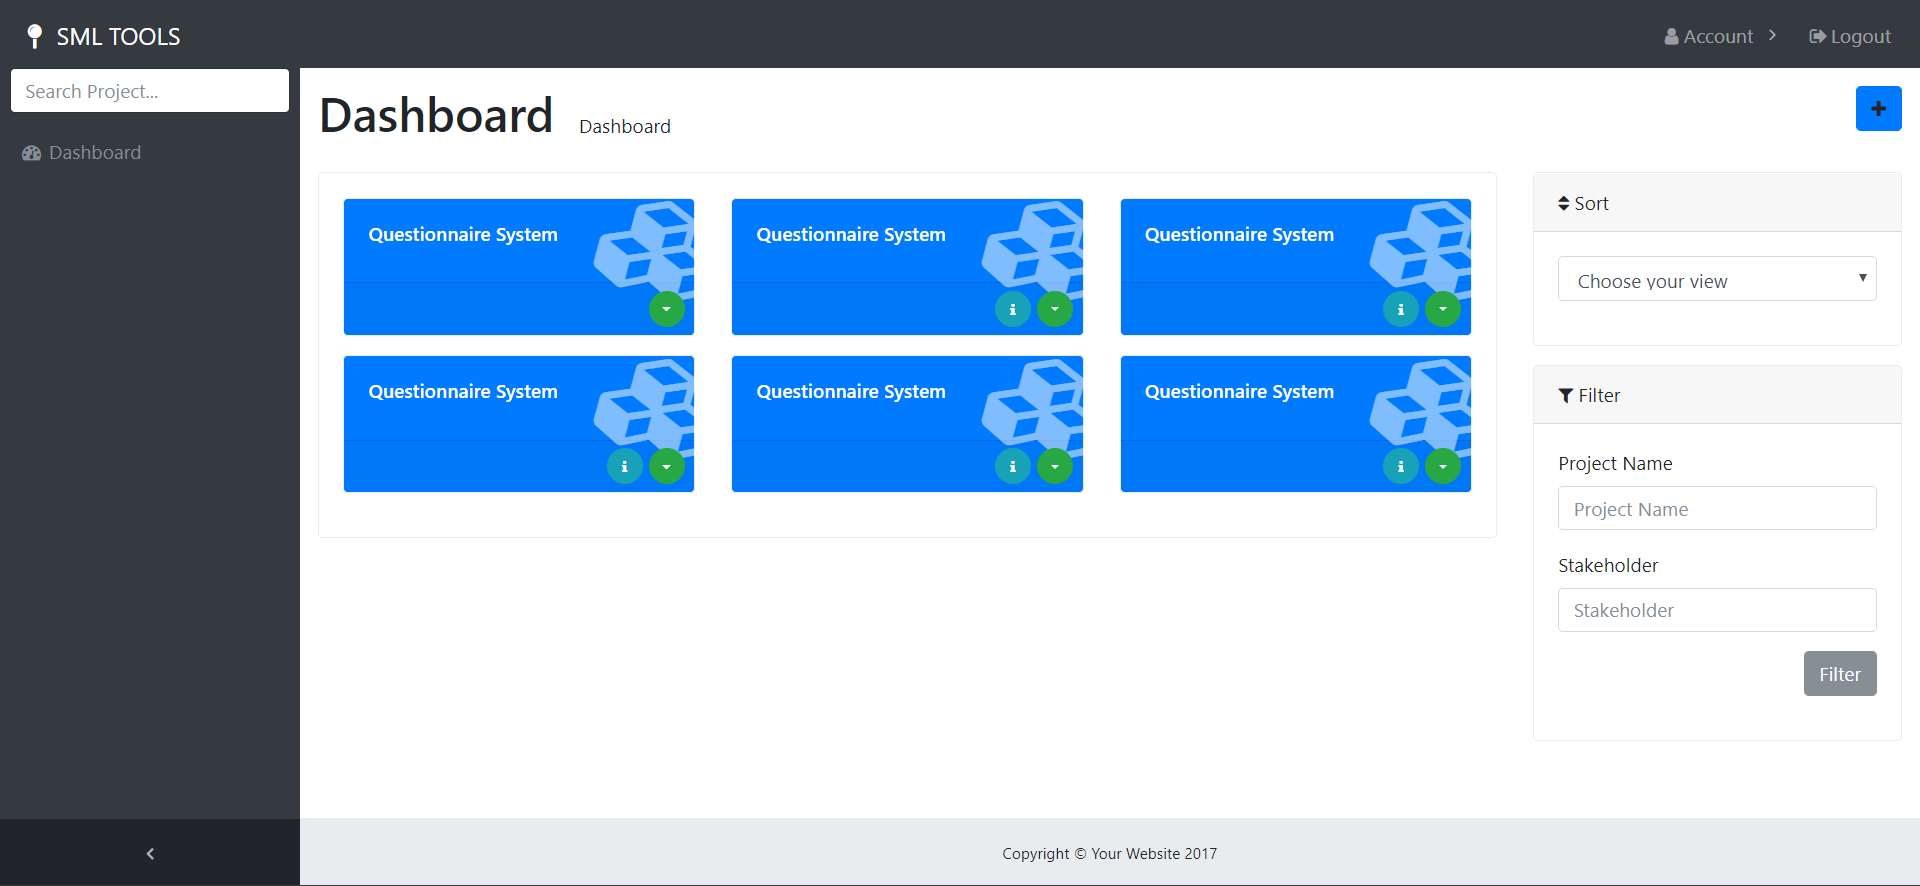 SML TOOLS
Account
Logout
Search Project...
Dashboard
Dashboard Dashboard
Questionnaire System
Questionnaire System
Questionnaire System
Questionnaire System
Questionnaire System
Questionnaire System
Sort
Choose your view
Filter
Project Name
Project Name
Stakeholder
Stakeholder
Filter
Copyright © Your Website 2017